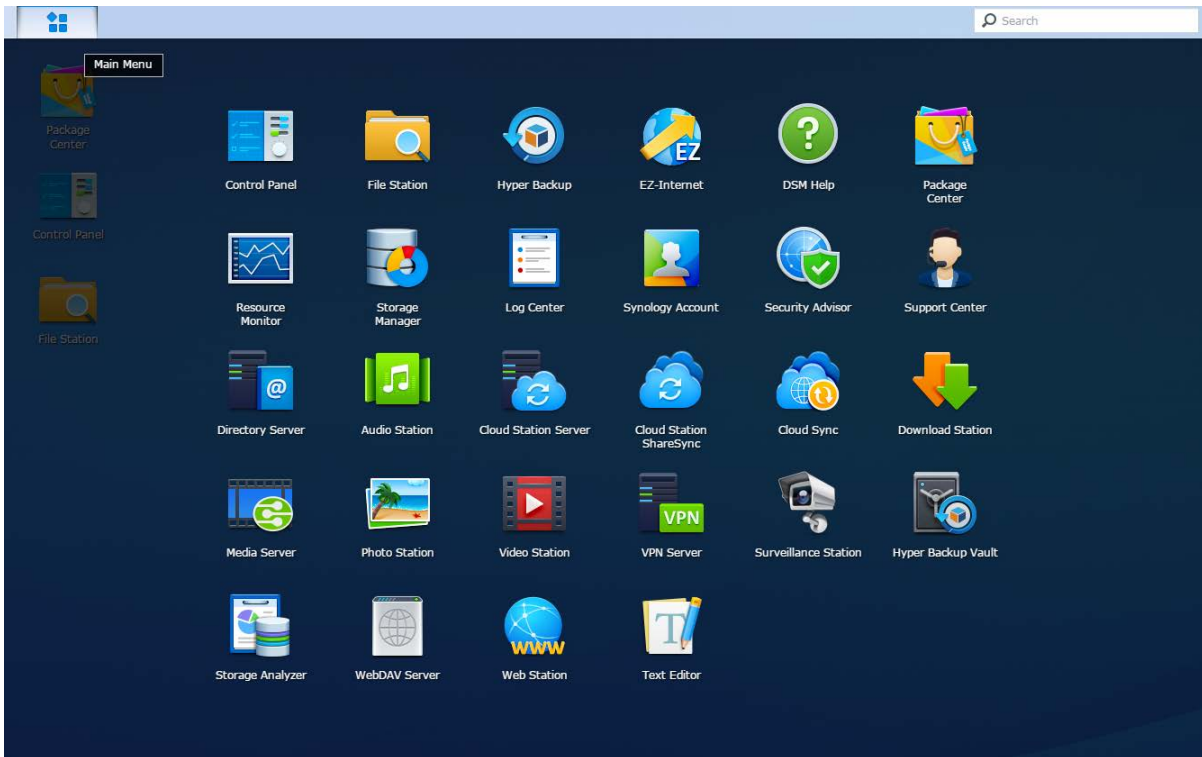 Search
Main Menu
Package
Center
Control Panel
File Station
Control Panel
File Station
Hyper Backup
EZ
EZ-Internet
?
DSM Help
Package
Center
Resource
Monitor
Storage
Manager
Log Center
Synology Account
Security Advisor
Support Center
@
Directory Server
Audio Station
Cloud Station Server
Cloud Station
ShareSync
Cloud Sync
Download Station
Media Server
Photo Station
Video Station
VPN
VPN Server
Surveillance Station
Hyper Backup Vault
Storage Analyzer
WebDAV Server
WWW
Web Station
T
Text Editor